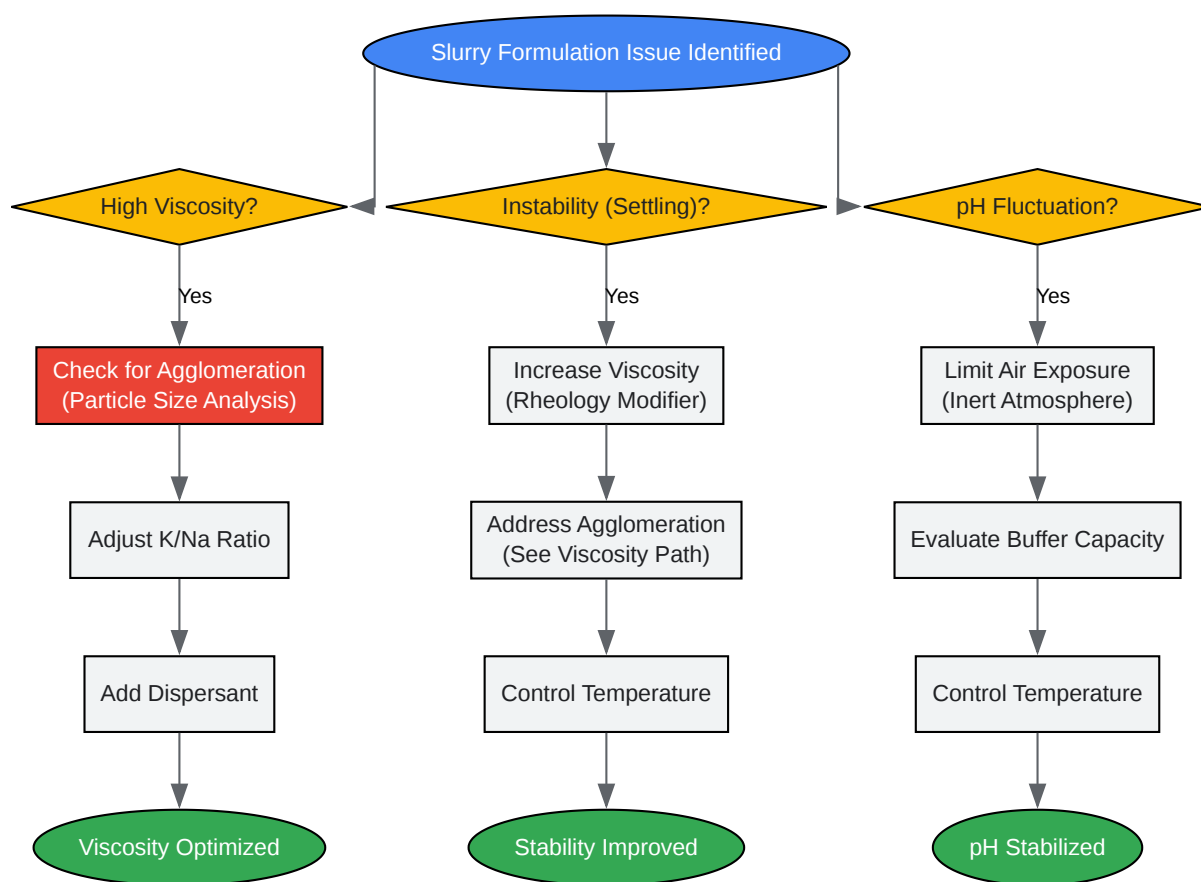 Slurry Formulation Issue Identified
High Viscosity?
Instability (Settling)?
pH Fluctuation?
Yes
Yes
Yes
Check for Agglomeration
(Particle Size Analysis)
Increase Viscosity
(Rheology Modifier)
Limit Air Exposure
(Inert Atmosphere)
Adjust K/Na Ratio
Address Agglomeration
(See Viscosity Path)
Evaluate Buffer Capacity
Add Dispersant
Control Temperature
Control Temperature
Viscosity Optimized
Stability Improved
pH Stabilized